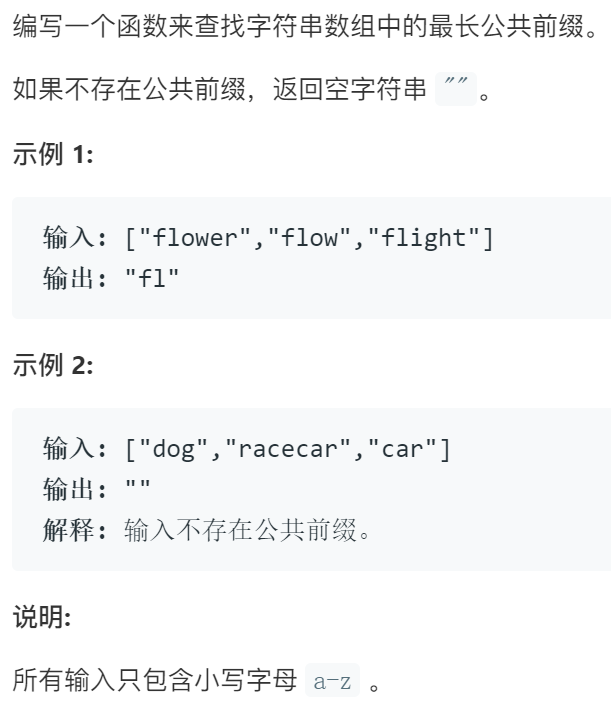 编写一个函数来查找字符串数组中的最长公共前缀。
如果不存在公共前缀，返回空字符串 ""。
示例 1:
输入: ["flower","flow","flight"]
输出: "fl"
示例 2:
输入: ["dog","racecar","car"]
输出: ""
解释: 输入不存在公共前缀。
说明:
所有输入只包含小写字母 a-z 。